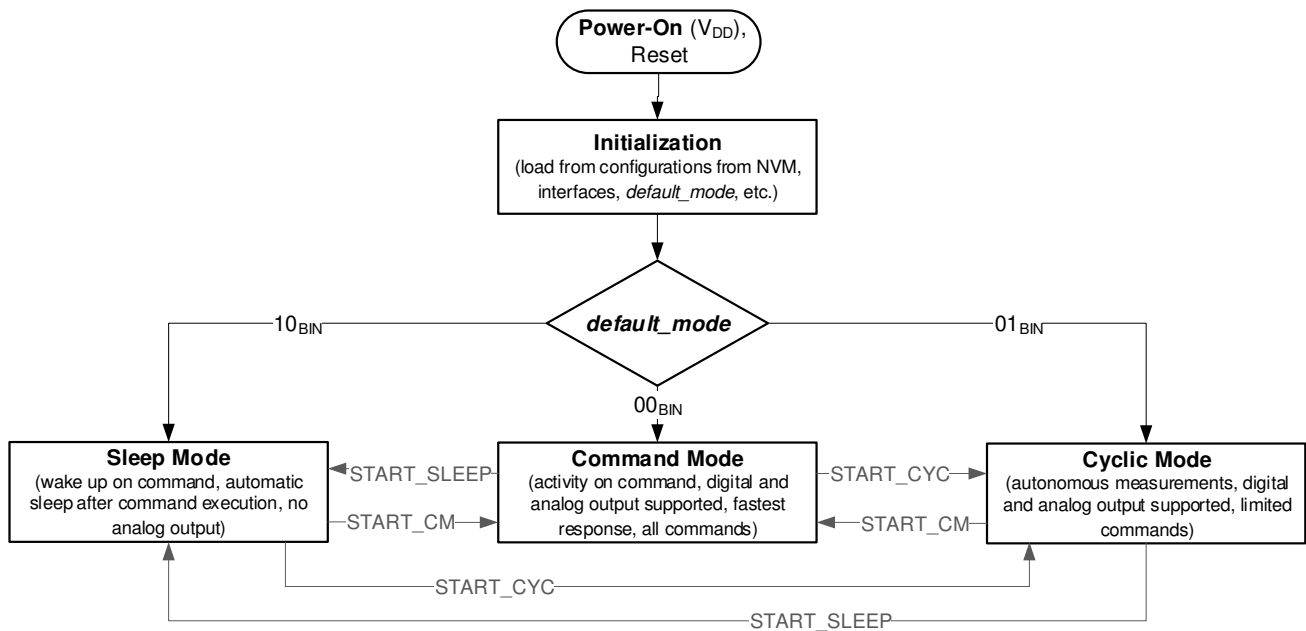 Power-On (VDD),
Reset
Initialization
(load from configurations from NVM,
interfaces, default_mode, etc.)
default_mode
10BIN
01BIN
00BIN
Sleep Mode
(wake up on command, automatic
sleep after command execution, no
analog output)
START_SLEEP
START_CM
Command Mode
(activity on command, digital and
analog output supported, fastest
response, all commands)
START_CYC
START_CM
Cyclic Mode
(autonomous measurements, digital
and analog output supported, limited
commands)
START_CYC
START_SLEEP